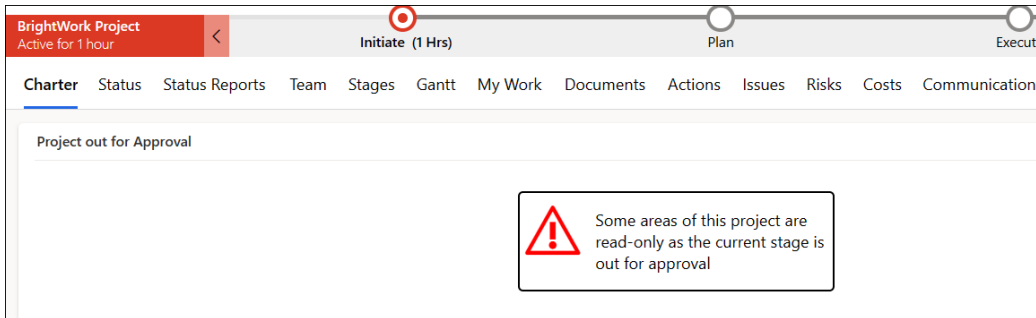 BrightWork Project
Active for 1 hour
Initiate (1 Hrs)
Plan
Execut
Charter Status Status Reports Team Stages Gantt My Work Documents Actions Issues Risks Costs Communication
Project out for Approval
Some areas of this project are
read-only as the current stage is
out for approval